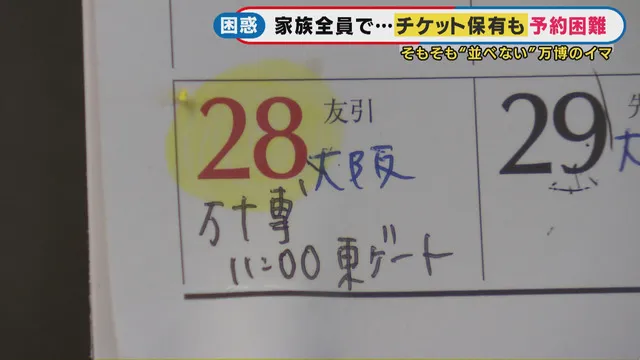 困惑 家族全員で…チケット保有も 予約困難
そもそも“並べない”万博のイマ
28 友引
大阪
万博
11:00 東ゲート
29
大